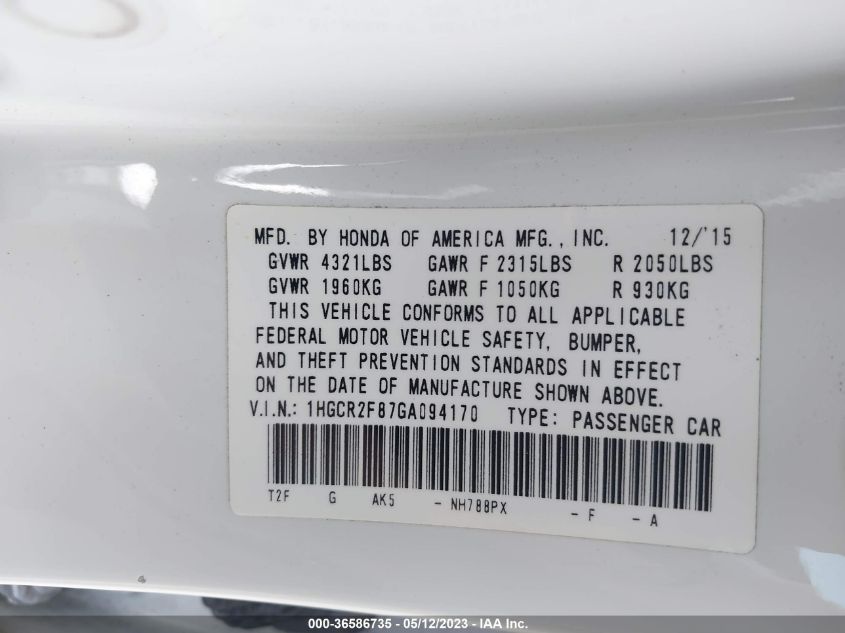 MFD. BY HONDA OF AMERICA MFG., INC. 12/'15
GVWR 4321LBS GAWR F 2315LBS R 2050LBS
GVWR 1960KG GAWR F 1050KG R 930KG
THIS VEHICLE CONFORMS TO ALL APPLICABLE
FEDERAL MOTOR VEHICLE SAFETY, BUMPER,
AND THEFT PREVENTION STANDARDS IN EFFECT
ON THE DATE OF MANUFACTURE SHOWN ABOVE.
V.I.N.: 1HGCR2F87GA094170 TYPE: PASSENGER CAR
T2F G AK5 - NH788PX - F - A
000-36586735 - 05/12/2023 - IAA Inc.